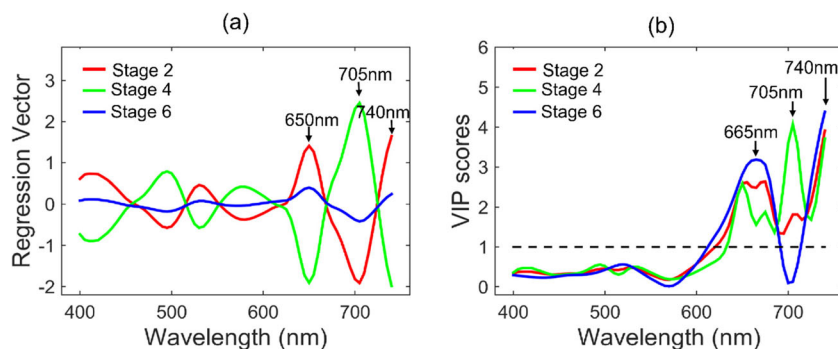 (a)
Stage 2
Stage 4
Stage 6
650nm
705nm
740nm
Regression Vector
3
2
1
0
-1
-2
400 500 600 700
Wavelength (nm)
(b)
Stage 2
Stage 4
Stage 6
665nm
705nm
740nm
VIP scores
6
5
4
3
2
1
0
400 500 600 700
Wavelength (nm)